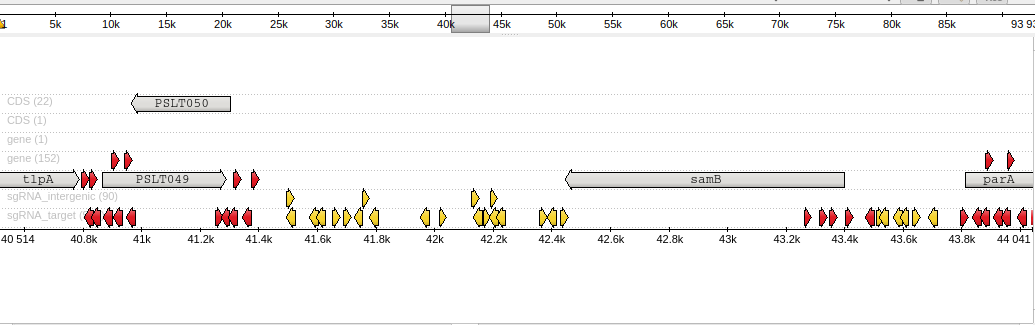 1 5k 10k 15k 20k 25k 30k 35k 40k 45k 50k 55k 60k 65k 70k 75k 80k 85k 93 93
CDS (22)
PSLT050
CDS (1)
gene (1)
gene (152)
tlpA PSLT049 samB parA
sgRNA_intergenic (90)
sgRNA_target
40 514 40.8k 41k 41.2k 41.4k 41.6k 41.8k 42k 42.2k 42.4k 42.6k 42.8k 43k 43.2k 43.4k 43.6k 43.8k 44 041